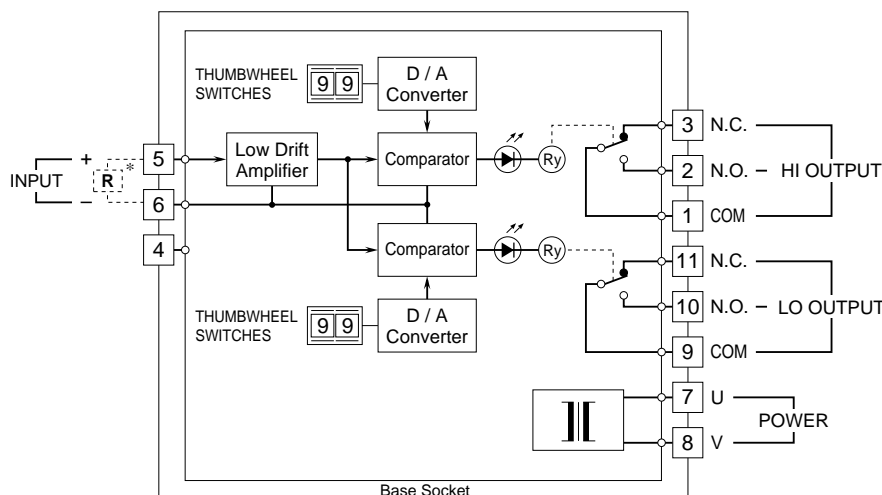 THUMBWHEEL
SWITCHES
9 9
D / A
Converter
INPUT
+
R
*
–
5
6
4
Low Drift
Amplifier
Comparator
Ry
3 N.C.
2 N.O.
1 COM
HI OUTPUT
Comparator
Ry
11 N.C.
10 N.O.
9 COM
LO OUTPUT
THUMBWHEEL
SWITCHES
9 9
D / A
Converter
7 U
8 V
POWER
Base Socket